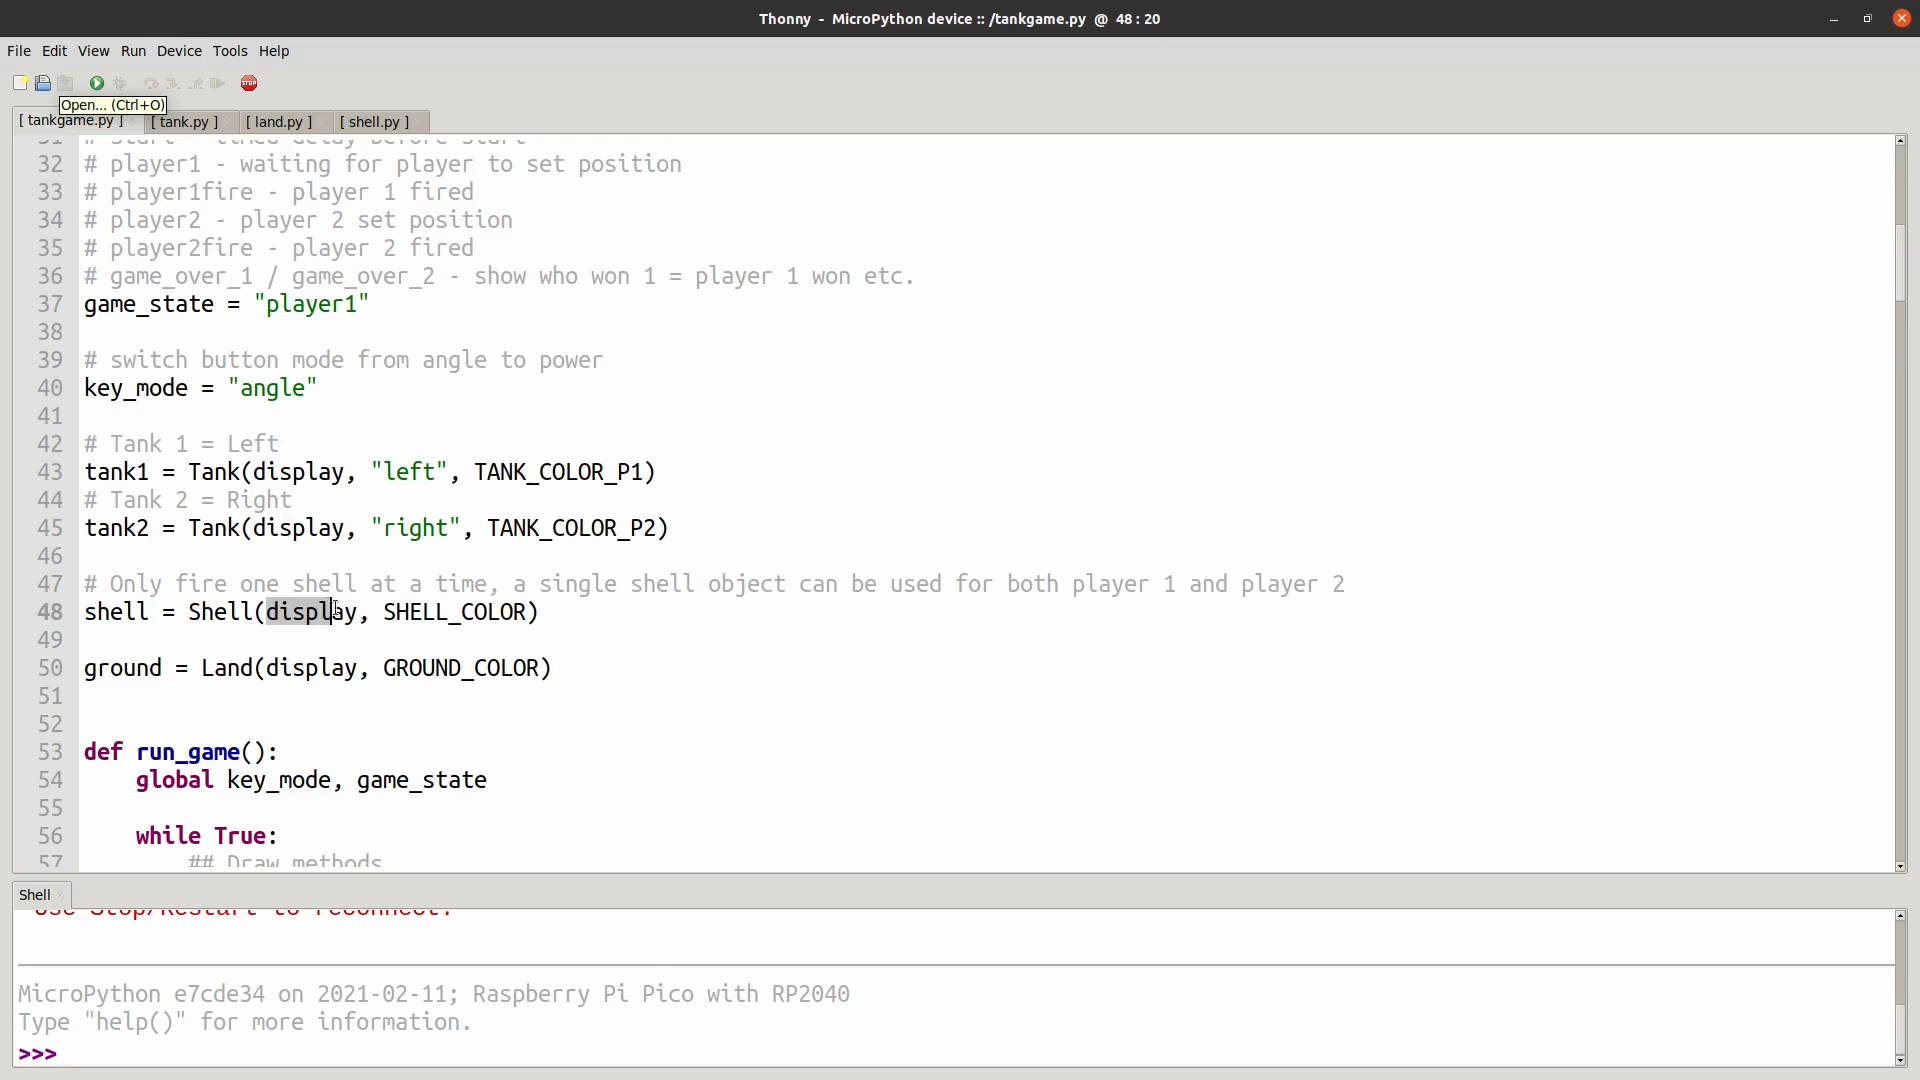 Thonny - MicroPython device :: /tankgame.py @ 48 : 20
File Edit View Run Device Tools Help
STOP
Open... (Ctrl+O)
[ tankgame.py ] [ tank.py ] [ land.py ] [ shell.py ]
31 # start - timed delay before start
32 # player1 - waiting for player to set position
33 # player1fire - player 1 fired
34 # player2 - player 2 set position
35 # player2fire - player 2 fired
36 # game_over_1 / game_over_2 - show who won 1 = player 1 won etc.
37 game_state = "player1"
38
39 # switch button mode from angle to power
40 key_mode = "angle"
41
42 # Tank 1 = Left
43 tank1 = Tank(display, "left", TANK_COLOR_P1)
44 # Tank 2 = Right
45 tank2 = Tank(display, "right", TANK_COLOR_P2)
46
47 # Only fire one shell at a time, a single shell object can be used for both player 1 and player 2
48 shell = Shell(display, SHELL_COLOR)
49
50 ground = Land(display, GROUND_COLOR)
51
52
53 def run_game():
54     global key_mode, game_state
55
56     while True:
57         ## Draw methods
Shell
Use Stop/Restart to reconnect.
MicroPython e7cde34 on 2021-02-11; Raspberry Pi Pico with RP2040
Type "help()" for more information.
>>>